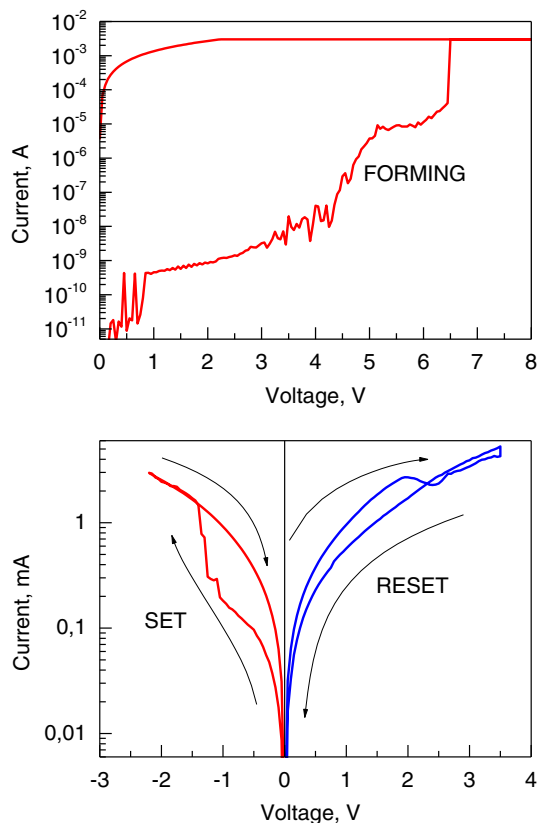 10⁻²
10⁻³
10⁻⁴
10⁻⁵
10⁻⁶
10⁻⁷
10⁻⁸
10⁻⁹
10⁻¹⁰
10⁻¹¹
Current, A
FORMING
0 1 2 3 4 5 6 7 8
Voltage, V
1
0,1
0,01
Current, mA
SET
RESET
-3 -2 -1 0 1 2 3 4
Voltage, V